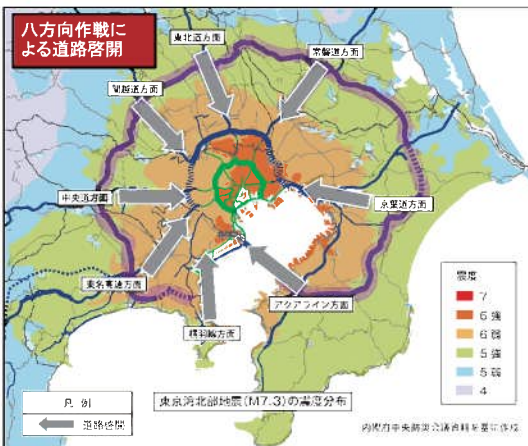 八方向作戦に
よる道路啓開
東北道方面
常磐道方面
関越道方面
中央道方面
京葉道方面
東名高速方面
アクアライン方面
横羽線方面
震度
7
6強
6弱
5強
5弱
4
凡 例
道路啓開
東京湾北部地震(M7.3)の震度分布
内閣府中央防災会議資料を基に作成